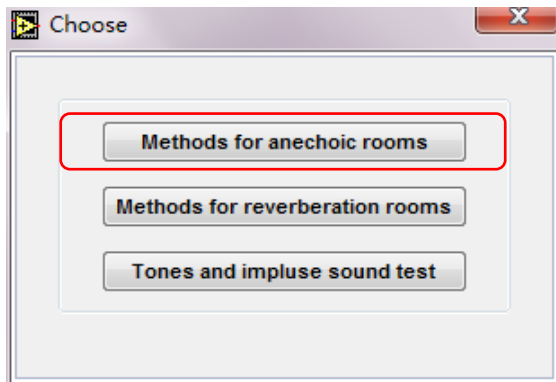 Choose
Methods for anechoic rooms
Methods for reverberation rooms
Tones and impluse sound test